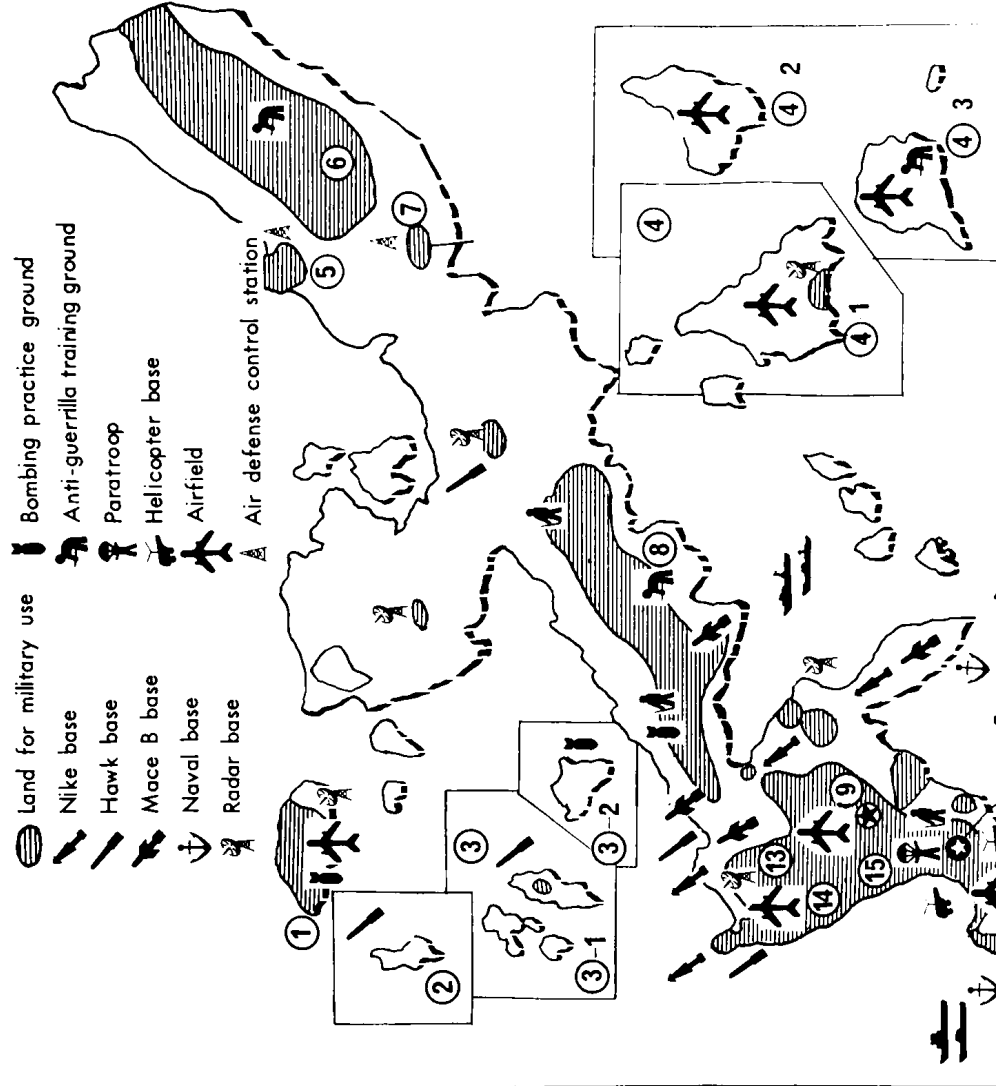 Land for military use
Nike base
Hawk base
Mace B base
Naval base
Radar base
Bombing practice ground
Anti-guerrilla training ground
Paratroop
Helicopter base
Airfield
Air defense control station
1
2
3
3-1
3-2
4
4 1
4 2
4 3
5
6
7
8
9
13
14
15